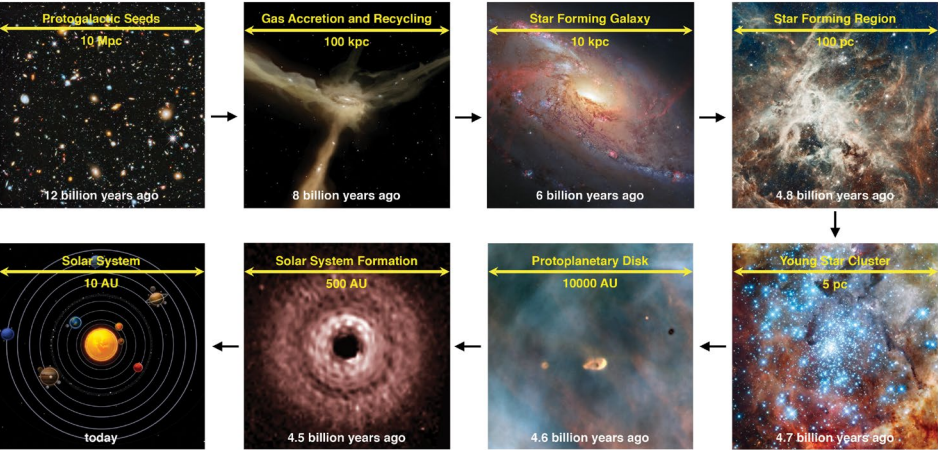 Protogalactic Seeds
10 Mpc
12 billion years ago
Gas Accretion and Recycling
100 kpc
8 billion years ago
Star Forming Galaxy
10 kpc
6 billion years ago
Star Forming Region
100 pc
4.8 billion years ago
Young Star Cluster
5 pc
4.7 billion years ago
Protoplanetary Disk
10000 AU
4.6 billion years ago
Solar System Formation
500 AU
4.5 billion years ago
Solar System
10 AU
today